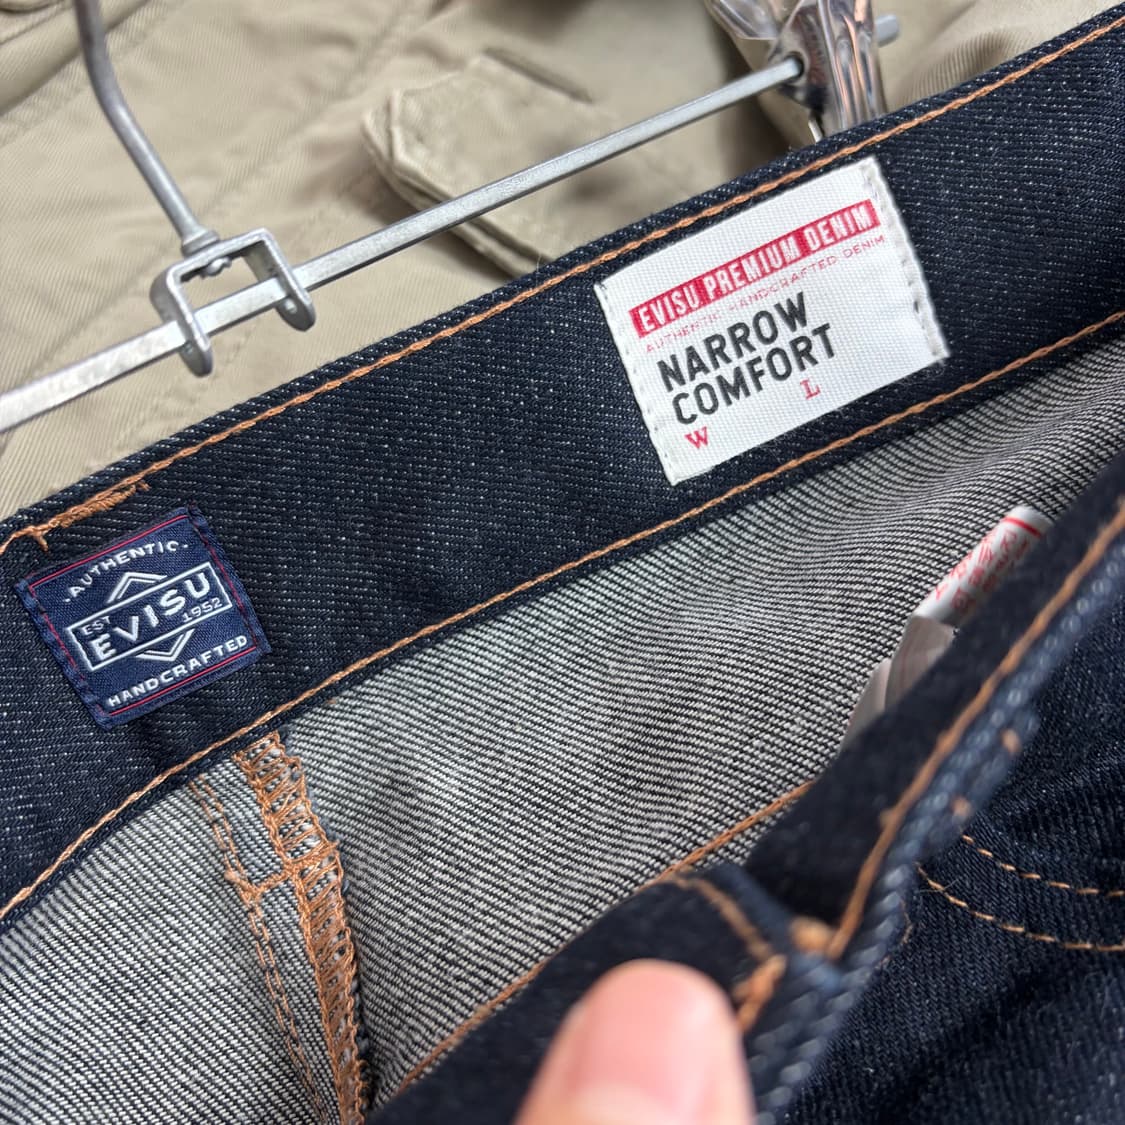 EVISU PREMIUM DENIM
AUTHENTIC HANDCRAFTED DENIM
NARROW
COMFORT
W L
·AUTHENTIC·
EST 1952
EVISU
HANDCRAFTED